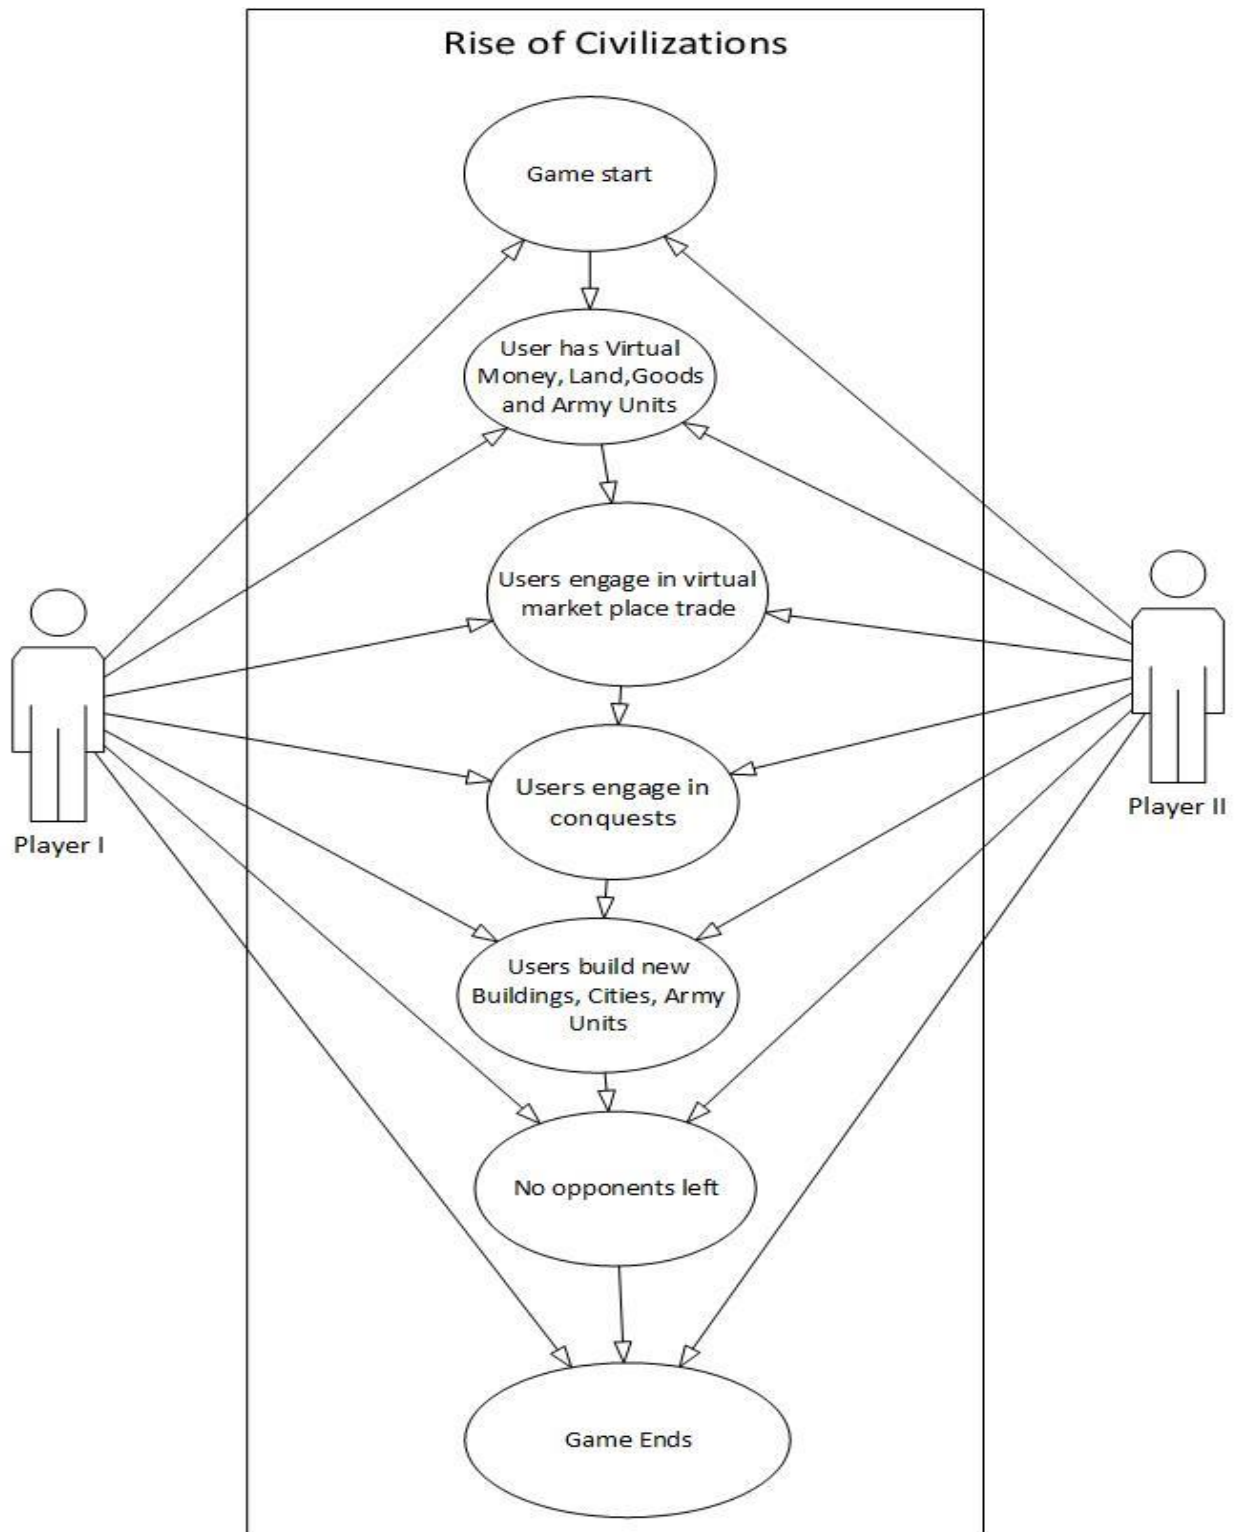 Rise of Civilizations
Game start
User has Virtual
Money, Land,Goods
and Army Units
Users engage in virtual
market place trade
Users engage in
conquests
Player I
Player II
Users build new
Buildings, Cities, Army
Units
No opponents left
Game Ends